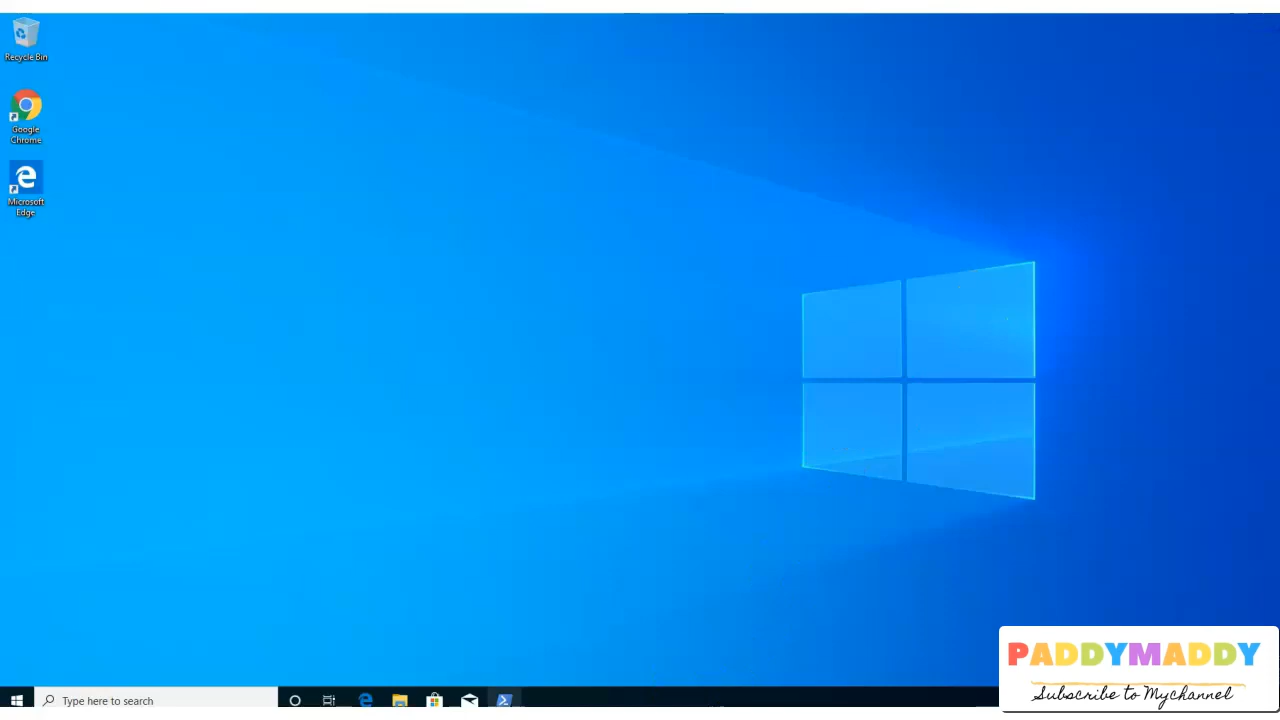 Recycle Bin
Google
Chrome
Microsoft
Edge
Type here to search
PADDYMADDY
Subscribe to Mychannel